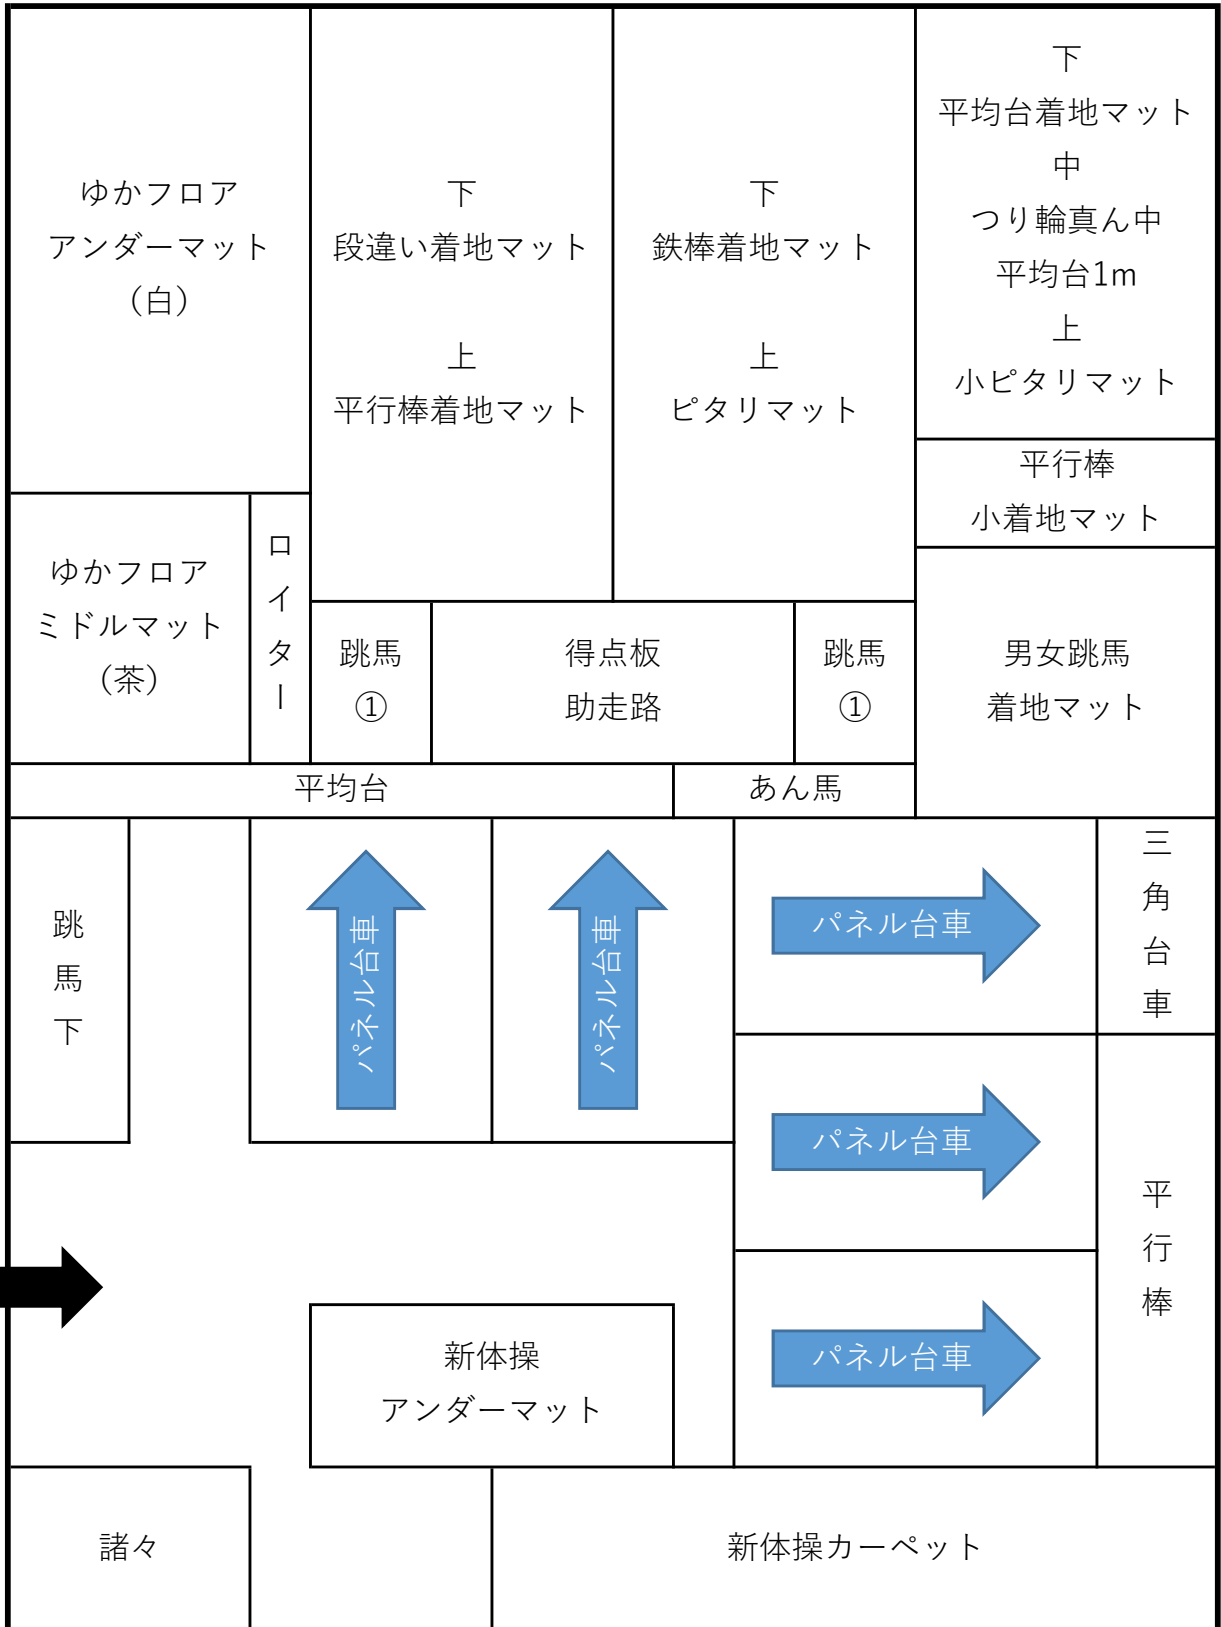 ゆかフロア
アンダーマット
（白）
下
段違い着地マット
上
平行棒着地マット
下
鉄棒着地マット
上
ピタリマット
下
平均台着地マット
中
つり輪真ん中
平均台1m
上
小ピタリマット
平行棒
小着地マット
ゆかフロア
ミドルマット
（茶）
ロイター
跳馬
①
得点板
助走路
跳馬
①
男女跳馬
着地マット
平均台
あん馬
跳馬下
パネル台車
パネル台車
パネル台車
三角台車
パネル台車
平行棒
パネル台車
新体操
アンダーマット
諸々
新体操カーペット